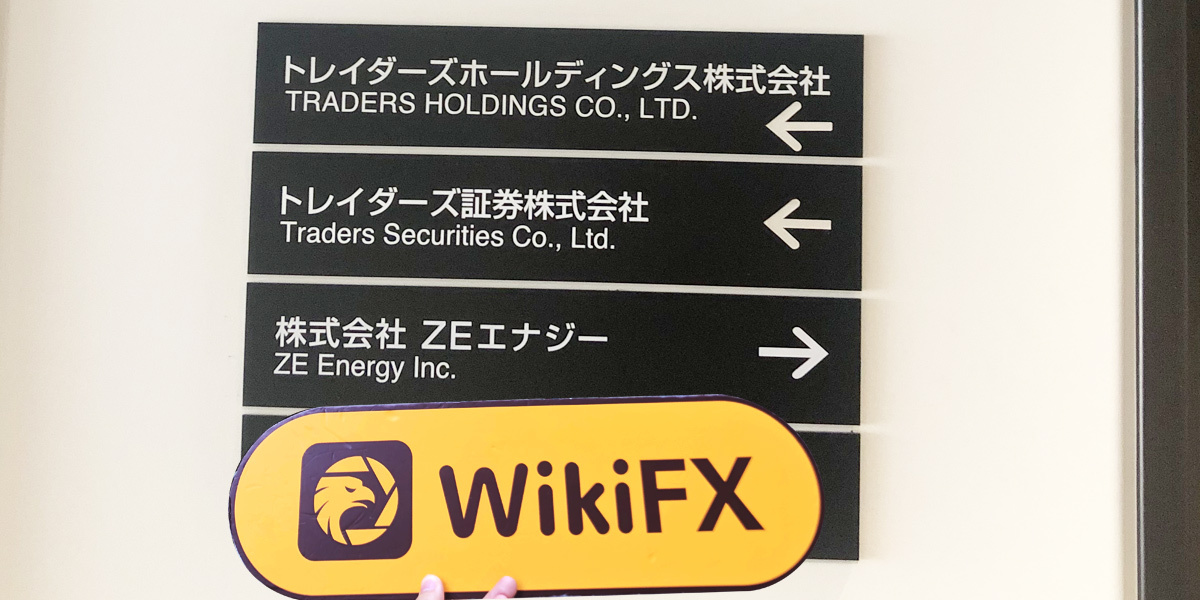 トレイダーズホールディングス株式会社
TRADERS HOLDINGS CO., LTD.
トレイダーズ証券株式会社
Traders Securities Co., Ltd.
株式会社 ZEエナジー
ZE Energy Inc.
WikiFX